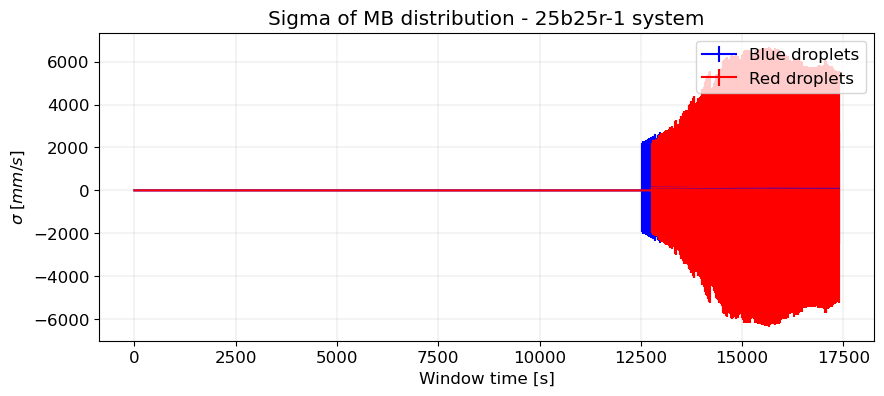 Sigma of MB distribution - 25b25r-1 system
Blue droplets
Red droplets
6000
4000
2000
0
−2000
−4000
−6000
σ [mm/s]
0 2500 5000 7500 10000 12500 15000 17500
Window time [s]